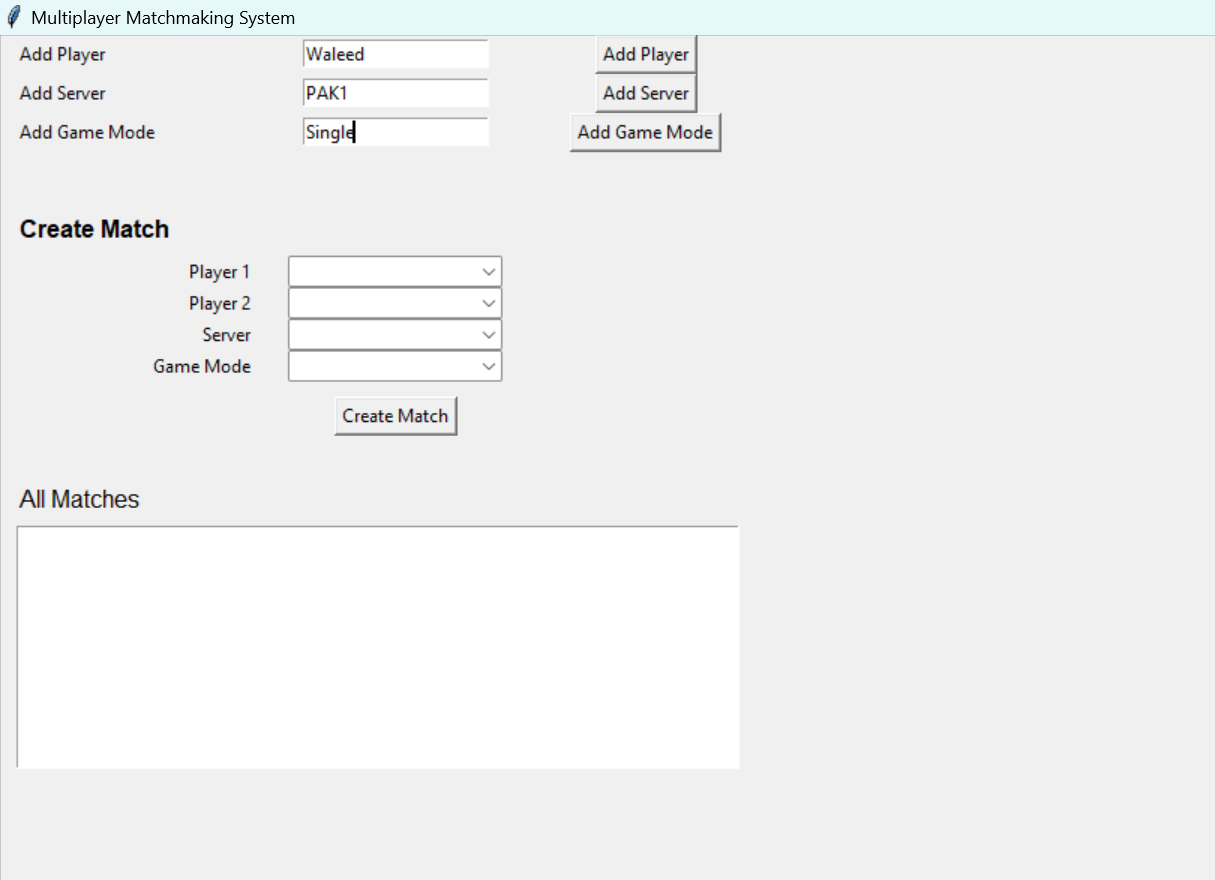 Multiplayer Matchmaking System
Add Player Waleed Add Player
Add Server PAK1 Add Server
Add Game Mode Single Add Game Mode
Create Match
Player 1
Player 2
Server
Game Mode
Create Match
All Matches